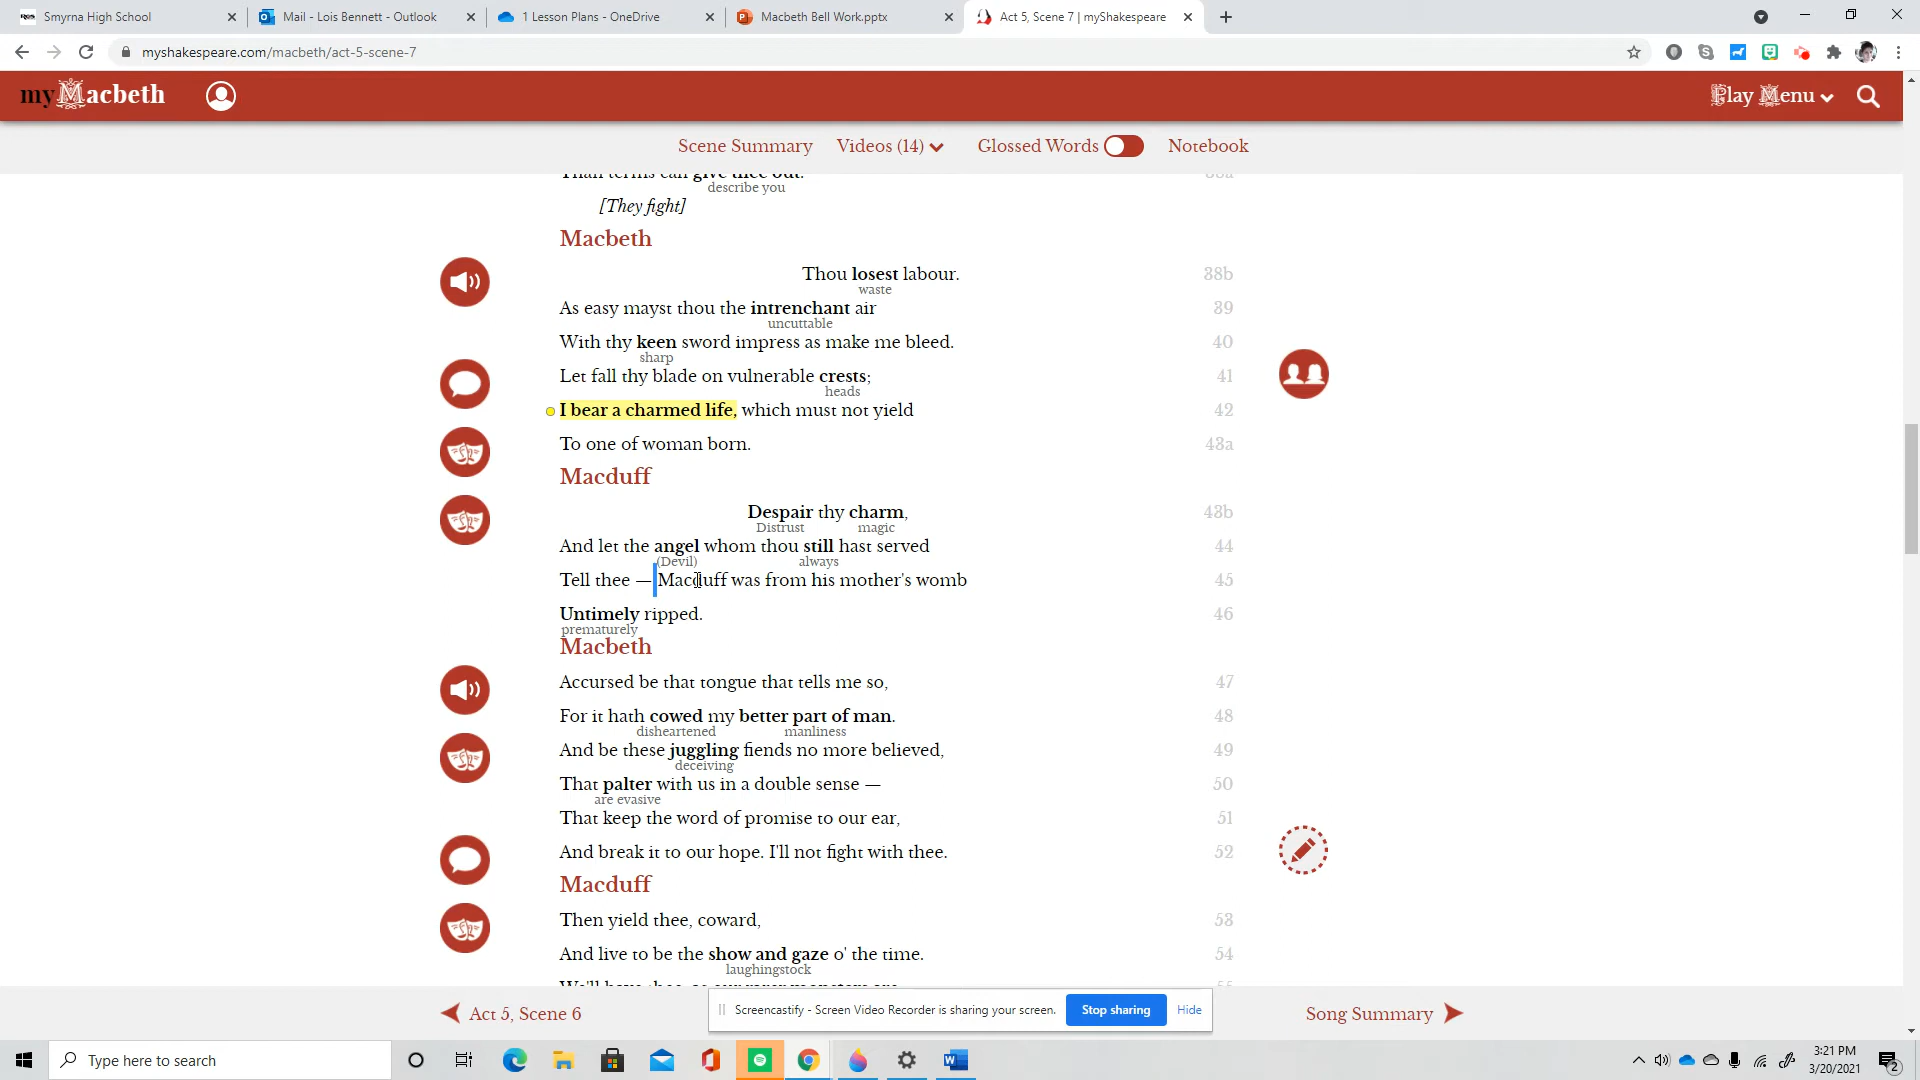 Smyrna High School
Mail - Lois Bennett - Outlook
1 Lesson Plans - OneDrive
Macbeth Bell Work.pptx
Act 5, Scene 7 | myShakespeare
myshakespeare.com/macbeth/act-5-scene-7
myMacbeth
Play Menu
Scene Summary
Videos (14)
Glossed Words
Notebook
Than terms can give thee out. 38a
describe you
[They fight]
Macbeth
Thou losest labour. 38b
waste
As easy mayst thou the intrenchant air 39
uncuttable
With thy keen sword impress as make me bleed. 40
sharp
Let fall thy blade on vulnerable crests; 41
heads
I bear a charmed life, which must not yield 42
To one of woman born. 43a
Macduff
Despair thy charm, 43b
Distrust magic
And let the angel whom thou still hast served 44
(Devil) always
Tell thee — Macduff was from his mother's womb 45
Untimely ripped. 46
prematurely
Macbeth
Accursed be that tongue that tells me so, 47
For it hath cowed my better part of man. 48
disheartened manliness
And be these juggling fiends no more believed, 49
deceiving
That palter with us in a double sense — 50
are evasive
That keep the word of promise to our ear, 51
And break it to our hope. I'll not fight with thee. 52
Macduff
Then yield thee, coward, 53
And live to be the show and gaze o' the time. 54
laughingstock
Act 5, Scene 6
Screencastify - Screen Video Recorder is sharing your screen.
Stop sharing
Hide
Song Summary
Type here to search
3:21 PM
3/20/2021
2